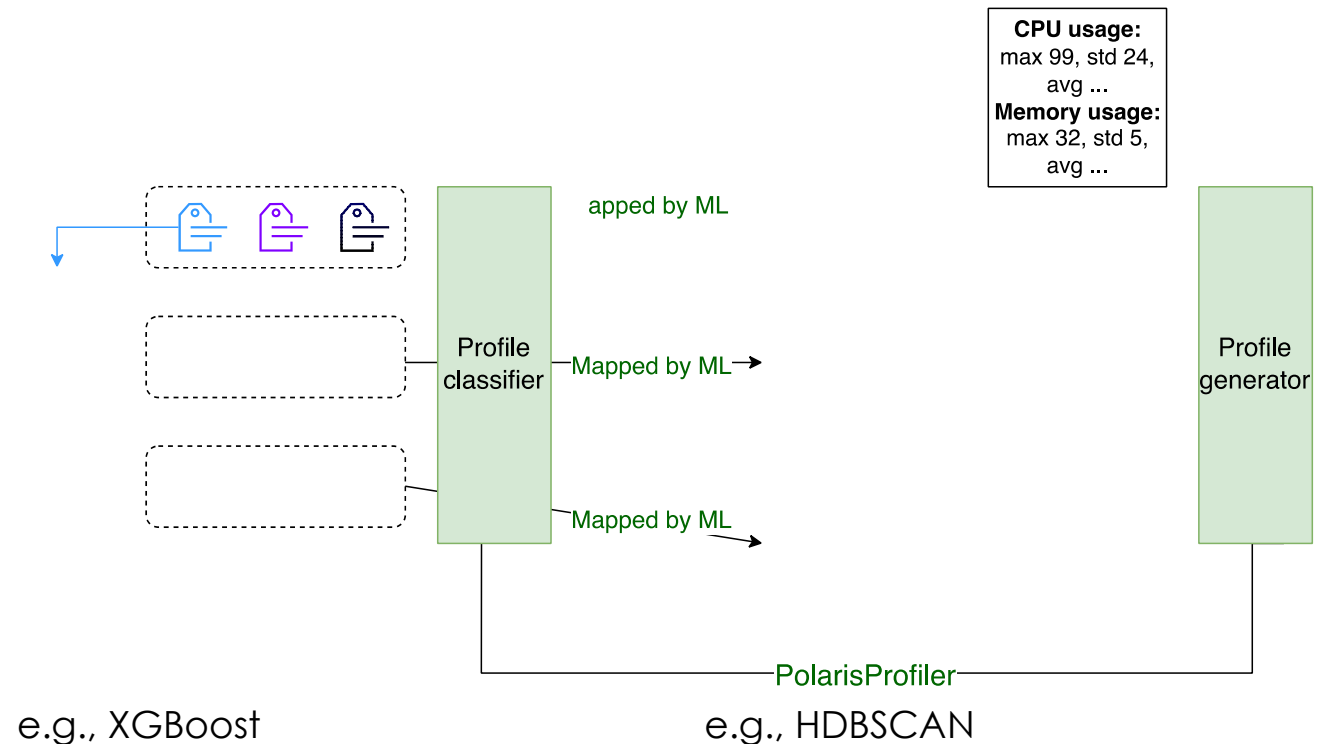 CPU usage:
max 99, std 24,
avg ...
Memory usage:
max 32, std 5,
avg ...
apped by ML
Profile
classifier
Mapped by ML
Profile
generator
Mapped by ML
PolarisProfiler
e.g., XGBoost
e.g., HDBSCAN